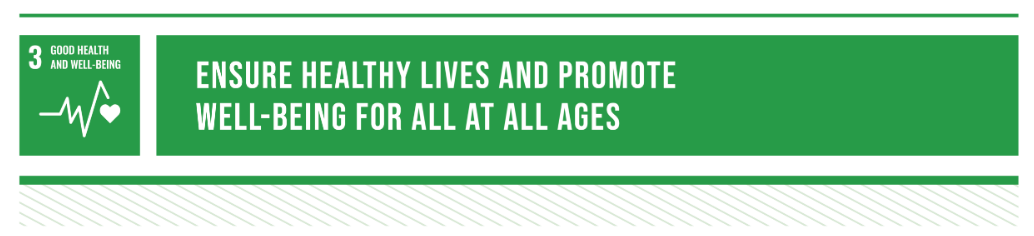 3 GOOD HEALTH
AND WELL-BEING
ENSURE HEALTHY LIVES AND PROMOTE
WELL-BEING FOR ALL AT ALL AGES